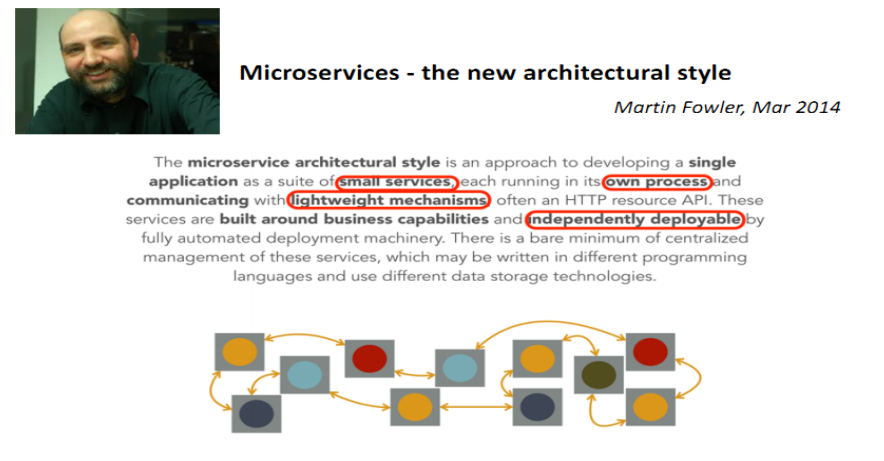 Microservices - the new architectural style
Martin Fowler, Mar 2014
The microservice architectural style is an approach to developing a single
application as a suite of small services, each running in its own process and
communicating with lightweight mechanisms, often an HTTP resource API. These
services are built around business capabilities and independently deployable by
fully automated deployment machinery. There is a bare minimum of centralized
management of these services, which may be written in different programming
languages and use different data storage technologies.